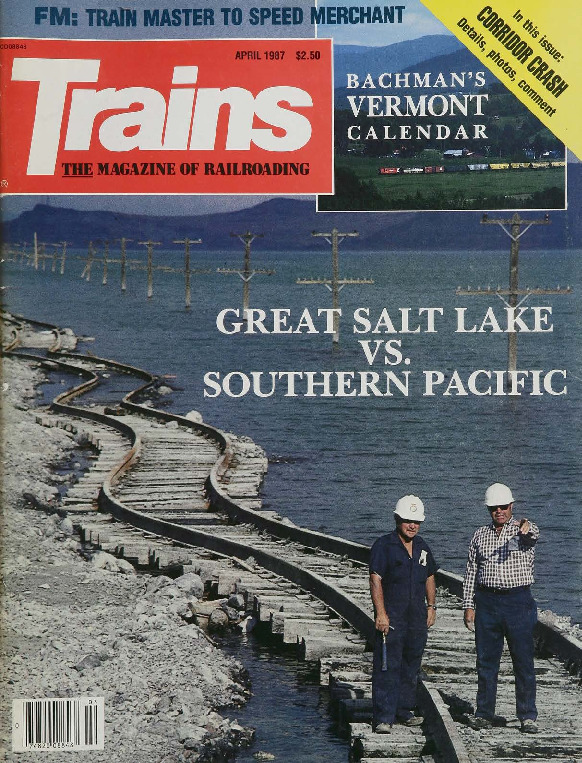 FM: TRAIN MASTER TO SPEED MERCHANT
In this issue:
CORRIDOR CRASH
Details, photos, comment
APRIL 1987 $2.50
Trains
®
THE MAGAZINE OF RAILROADING
BACHMAN'S
VERMONT
CALENDAR
GREAT SALT LAKE
VS.
SOUTHERN PACIFIC